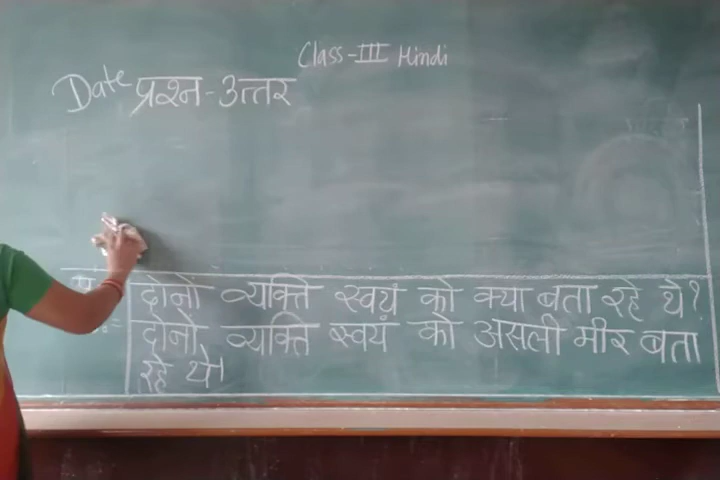 Class-III Hindi
Date प्रश्न-उत्तर
दोनों व्यक्ति स्वयं को क्या बता रहे थे?
दोनों व्यक्ति स्वयं को असली मीर बता
रहे थे।